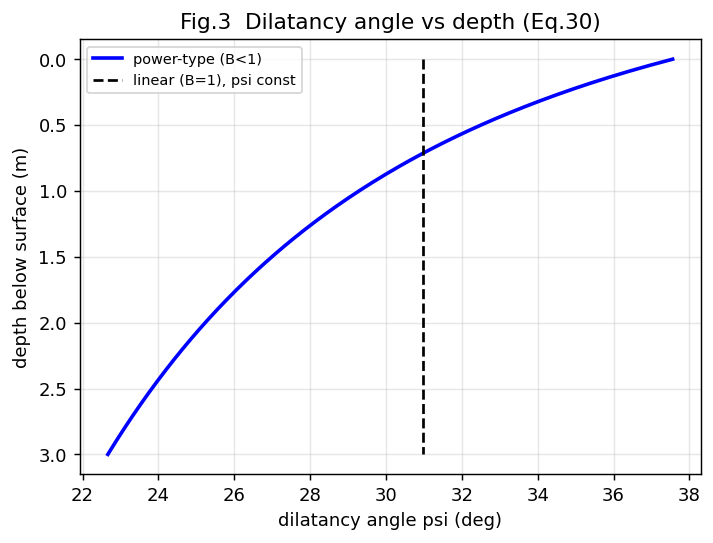 Fig.3  Dilatancy angle vs depth (Eq.30)
power-type (B<1)
linear (B=1), psi const
depth below surface (m)
0.0
0.5
1.0
1.5
2.0
2.5
3.0
22 24 26 28 30 32 34 36 38
dilatancy angle psi (deg)